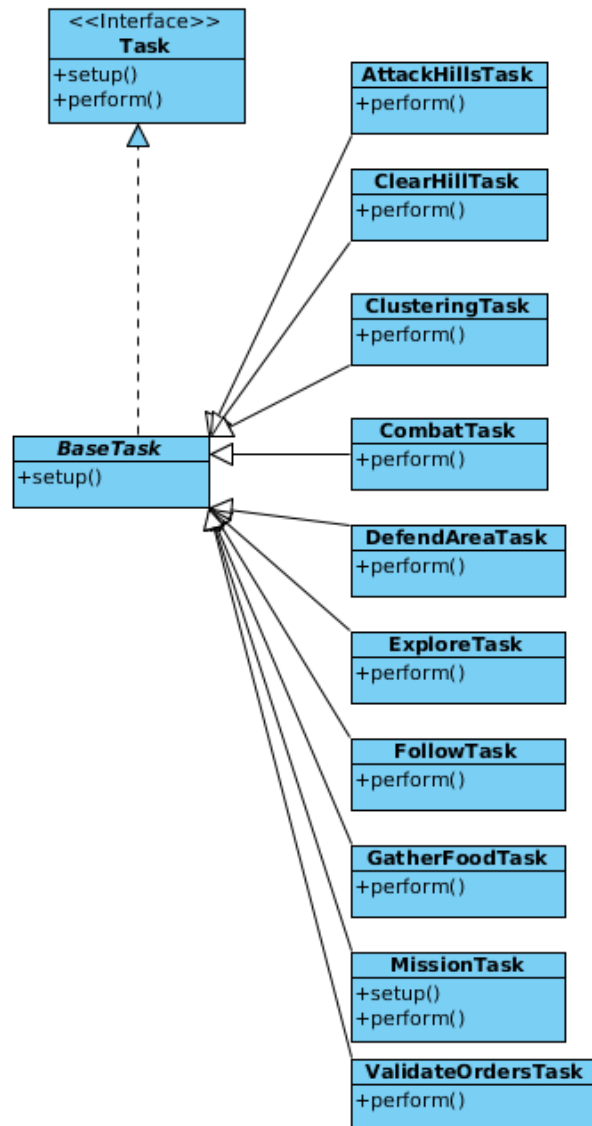 <<Interface>>
Task
+setup()
+perform()
AttackHillsTask
+perform()
ClearHillTask
+perform()
ClusteringTask
+perform()
BaseTask
+setup()
CombatTask
+perform()
DefendAreaTask
+perform()
ExploreTask
+perform()
FollowTask
+perform()
GatherFoodTask
+perform()
MissionTask
+setup()
+perform()
ValidateOrdersTask
+perform()